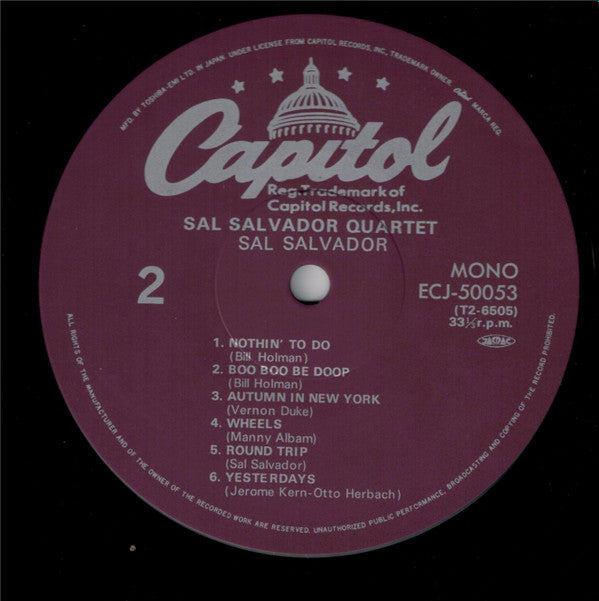 MFD. BY TOSHIBA-EMI LTD. IN JAPAN. UNDER LICENSE FROM CAPITOL RECORDS, INC., TRADEMARK OWNER. Capitol MARCA REG.
Capitol
Reg. Trademark of
Capitol Records, Inc.
SAL SALVADOR QUARTET
SAL SALVADOR
2
MONO
ECJ-50053
(T2-6505)
33⅓ r.p.m.
1. NOTHIN' TO DO
(Bill Holman)
2. BOO BOO BE DOOP
(Bill Holman)
3. AUTUMN IN NEW YORK
(Vernon Duke)
4. WHEELS
(Manny Albam)
5. ROUND TRIP
(Sal Salvador)
6. YESTERDAYS
(Jerome Kern-Otto Herbach)
ALL RIGHTS OF THE MANUFACTURER AND OF THE OWNER OF THE RECORDED WORK ARE RESERVED. UNAUTHORIZED PUBLIC PERFORMANCE, BROADCASTING AND COPYING OF THE RECORD PROHIBITED.